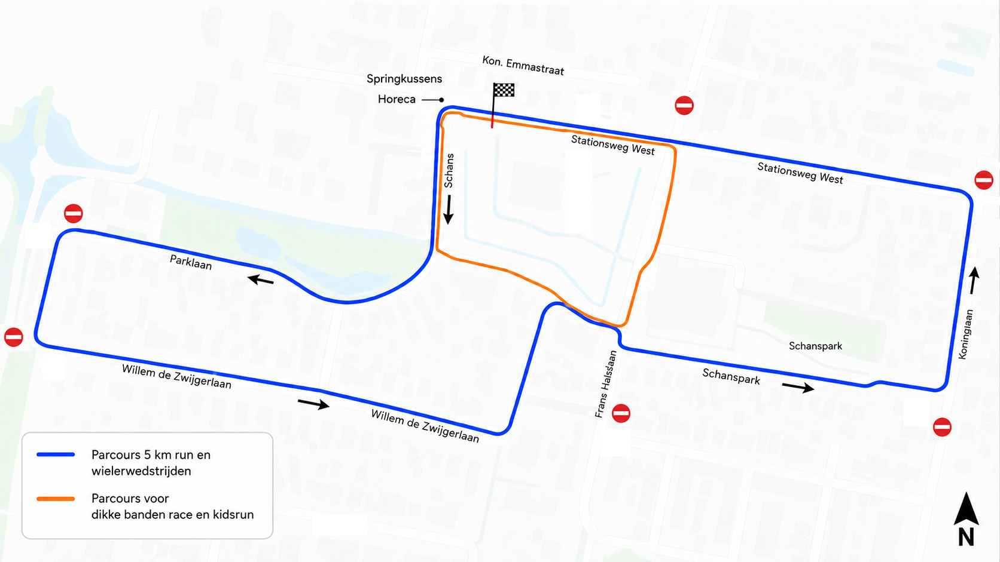 Kon. Emmastraat
Springkussens
Horeca
Stationsweg West
Stationsweg West
Schans
Parklaan
Koninglaan
Schanspark
Willem de Zwijgerlaan
Schanspark
Frans Halslaan
Willem de Zwijgerlaan
Parcours 5 km run en
wielerwedstrijden
Parcours voor
dikke banden race en kidsrun
N